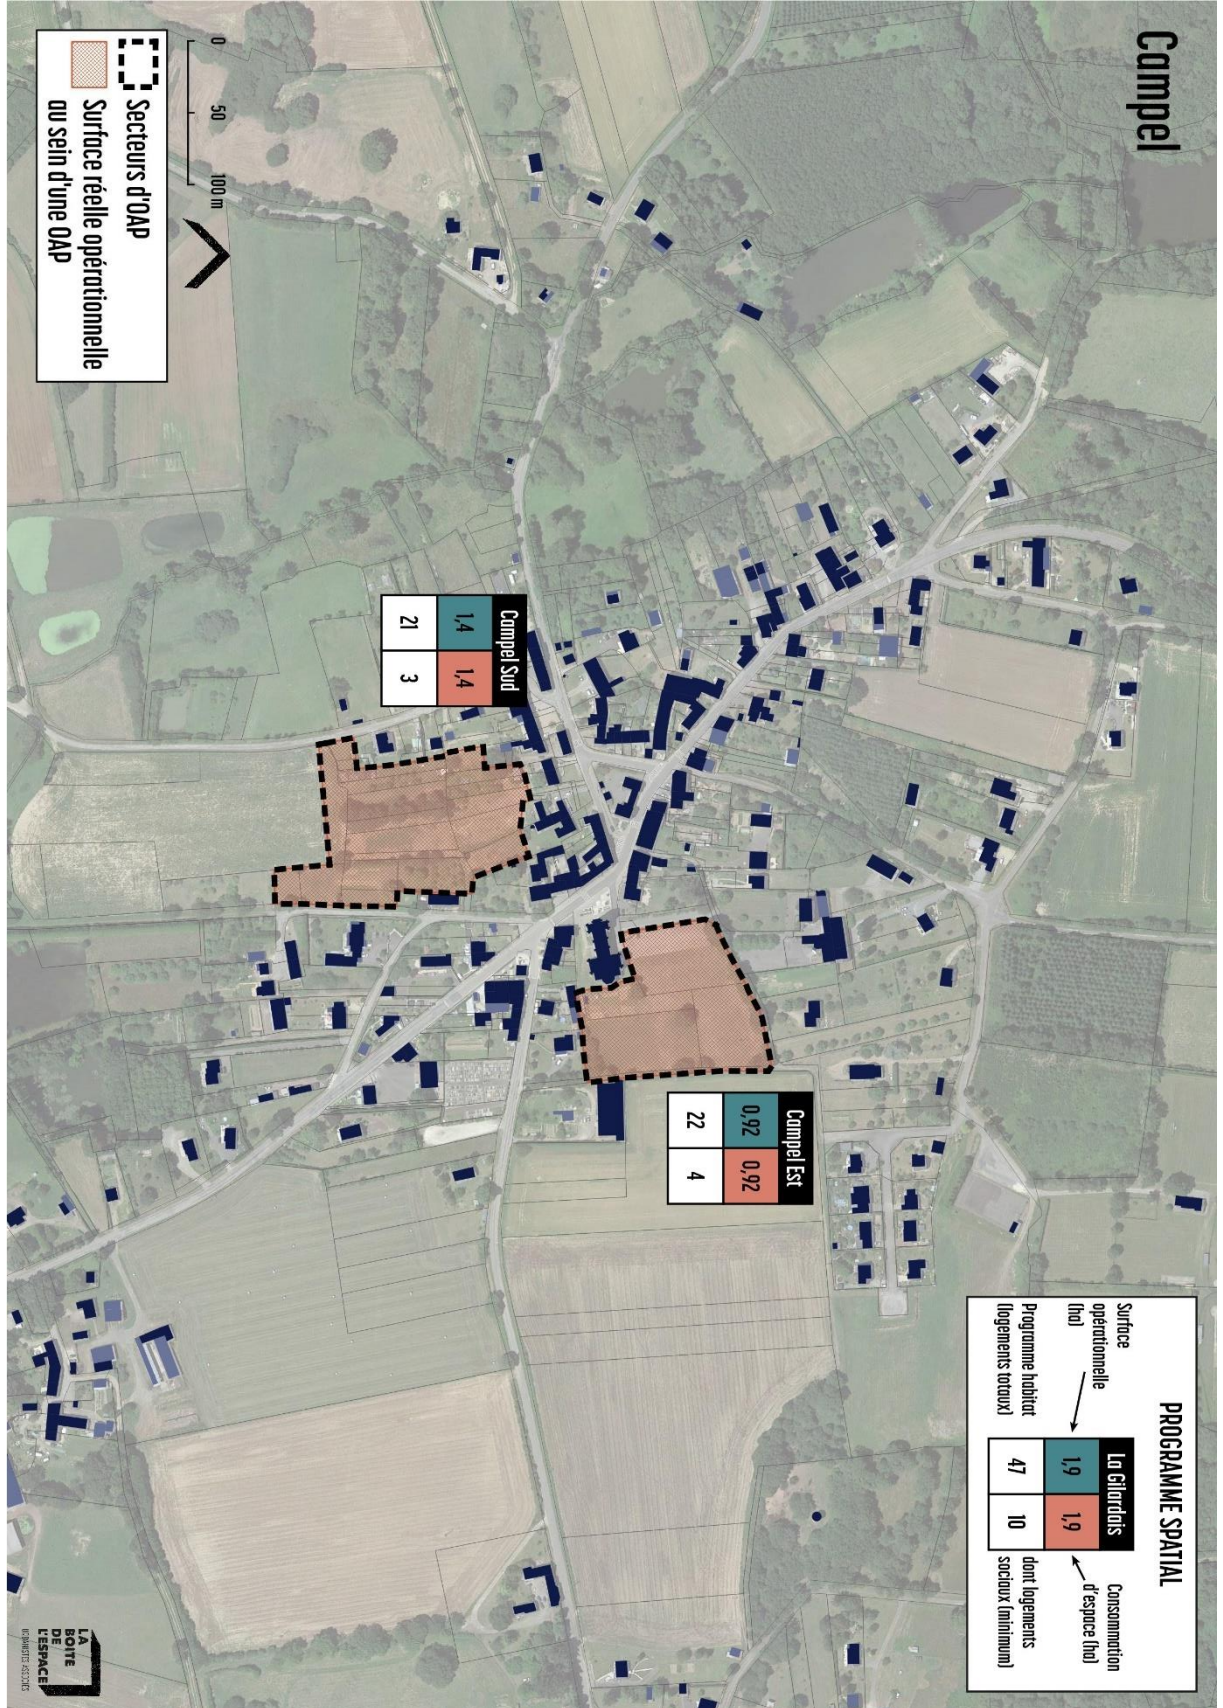 Campel
PROGRAMME SPATIAL
La Gilardais
Surface
opérationnelle
(ha)
1,9
1,9
Consommation
d'espace (ha)
Programme habitat
(logements totaux)
47
10
dont logements
sociaux (minimum)
Campel Est
0,92
0,92
22
4
Campel Sud
1,4
1,4
21
3
0
50
100 m
Secteurs d'OAP
Surface réelle opérationnelle
au sein d'une OAP
LA
BOITE
DE
L'ESPACE
URBANISTES ASSOCIÉS